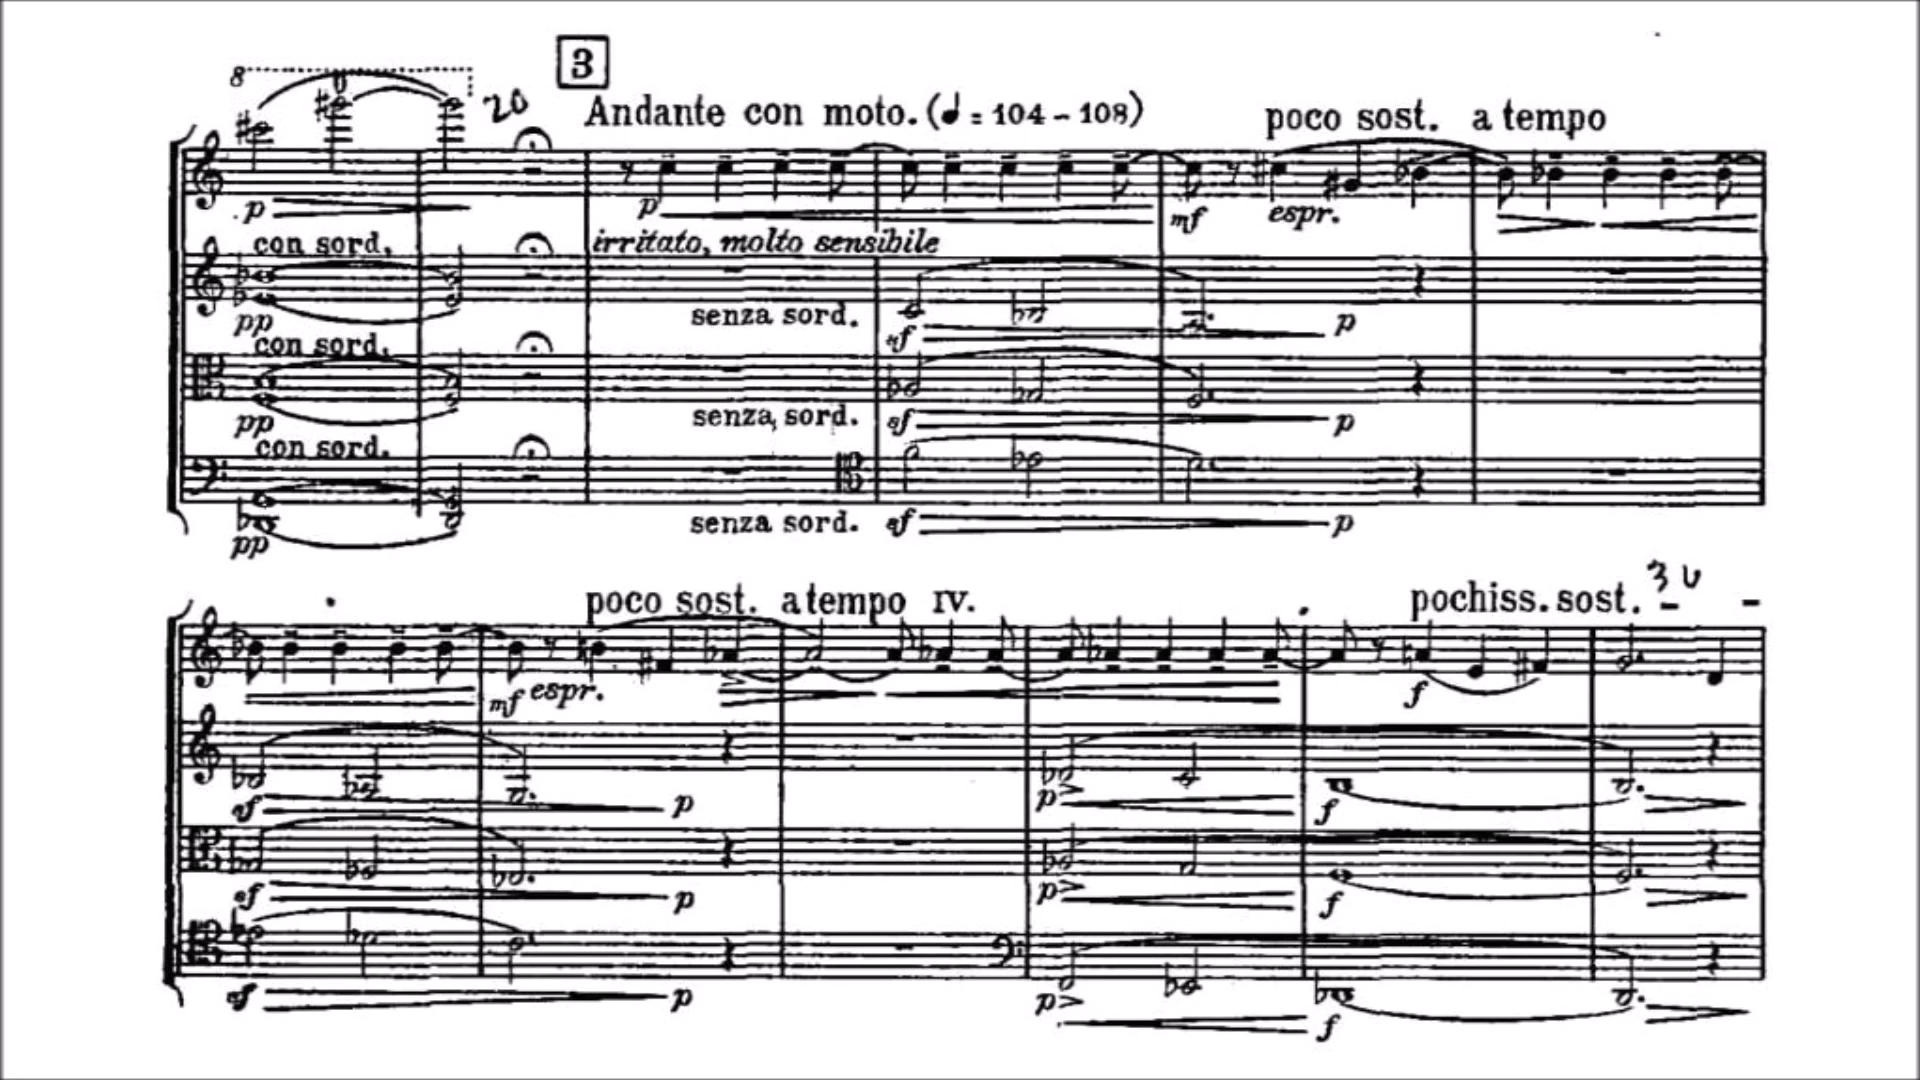 3
8
20
Andante con moto. (♩ = 104 - 108)
poco sost. a tempo
p
p
mf
espr.
con sord.
irritato, molto sensibile
pp
senza sord.
sf
p
con sord.
pp
senza sord.
sf
p
con sord.
pp
senza sord.
sf
p
poco sost. a tempo IV.
pochiss. sost. - -
30
mf espr.
f
sf
p
p
f
sf
p
p
f
sf
p
p
f